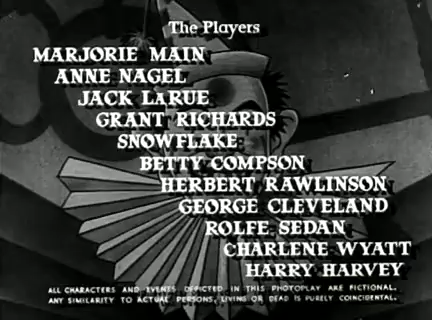 The Players
MARJORIE MAIN
ANNE NAGEL
JACK LaRUE
GRANT RICHARDS
SNOWFLAKE
BETTY COMPSON
HERBERT RAWLINSON
GEORGE CLEVELAND
ROLFE SEDAN
CHARLENE WYATT
HARRY HARVEY
ALL CHARACTERS AND EVENTS DEPICTED IN THIS PHOTOPLAY ARE FICTIONAL.
ANY SIMILARITY TO ACTUAL PERSONS, LIVING OR DEAD IS PURELY COINCIDENTAL.